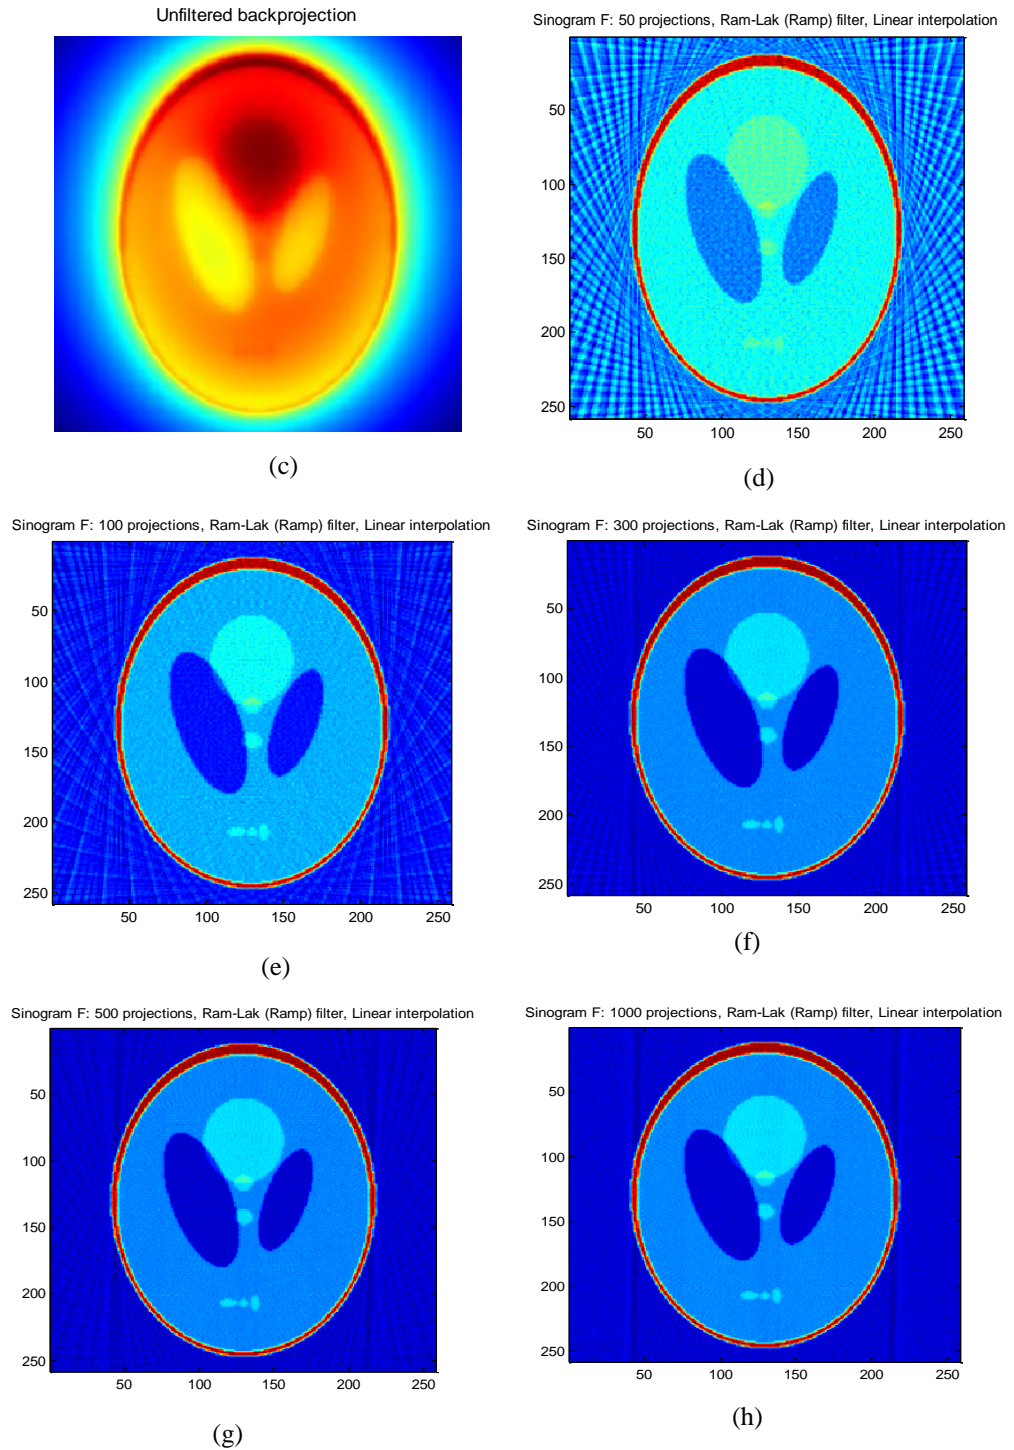 Unfiltered backprojection
(c)
Sinogram F: 50 projections, Ram-Lak (Ramp) filter, Linear interpolation
50
100
150
200
250
50 100 150 200 250
(d)
Sinogram F: 100 projections, Ram-Lak (Ramp) filter, Linear interpolation
50
100
150
200
250
50 100 150 200 250
(e)
Sinogram F: 300 projections, Ram-Lak (Ramp) filter, Linear interpolation
50
100
150
200
250
50 100 150 200 250
(f)
Sinogram F: 500 projections, Ram-Lak (Ramp) filter, Linear interpolation
50
100
150
200
250
50 100 150 200 250
(g)
Sinogram F: 1000 projections, Ram-Lak (Ramp) filter, Linear interpolation
50
100
150
200
250
50 100 150 200 250
(h)